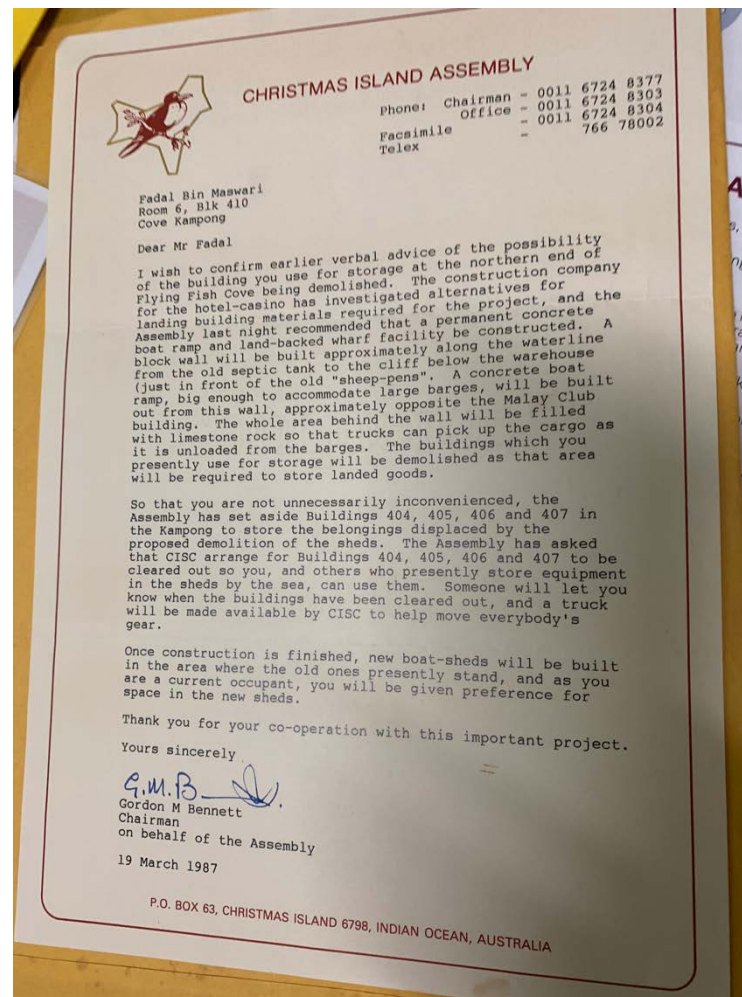 CHRISTMAS ISLAND ASSEMBLY
Phone: Chairman - 0011 6724 8377
Office - 0011 6724 8303
Facsimile - 0011 6724 8304
Telex - 766 78002
Fadal Bin Maswari
Room 6, Blk 410
Cove Kampong
Dear Mr Fadal
I wish to confirm earlier verbal advice of the possibility
of the building you use for storage at the northern end of
Flying Fish Cove being demolished. The construction company
for the hotel-casino has investigated alternatives for
landing building materials required for the project, and the
Assembly last night recommended that a permanent concrete
boat ramp and land-backed wharf facility be constructed. A
block wall will be built approximately along the waterline
from the old septic tank to the cliff below the warehouse
(just in front of the old "sheep-pens". A concrete boat
ramp, big enough to accommodate large barges, will be built
out from this wall, approximately opposite the Malay Club
building. The whole area behind the wall will be filled
with limestone rock so that trucks can pick up the cargo as
it is unloaded from the barges. The buildings which you
presently use for storage will be demolished as that area
will be required to store landed goods.
So that you are not unnecessarily inconvenienced, the
Assembly has set aside Buildings 404, 405, 406 and 407 in
the Kampong to store the belongings displaced by the
proposed demolition of the sheds. The Assembly has asked
that CISC arrange for Buildings 404, 405, 406 and 407 to be
cleared out so you, and others who presently store equipment
in the sheds by the sea, can use them. Someone will let you
know when the buildings have been cleared out, and a truck
will be made available by CISC to help move everybody's
gear.
Once construction is finished, new boat-sheds will be built
in the area where the old ones presently stand, and as you
are a current occupant, you will be given preference for
space in the new sheds.
Thank you for your co-operation with this important project.
Yours sincerely
G.M.B
Gordon M Bennett
Chairman
on behalf of the Assembly
19 March 1987
P.O. BOX 63, CHRISTMAS ISLAND 6798, INDIAN OCEAN, AUSTRALIA